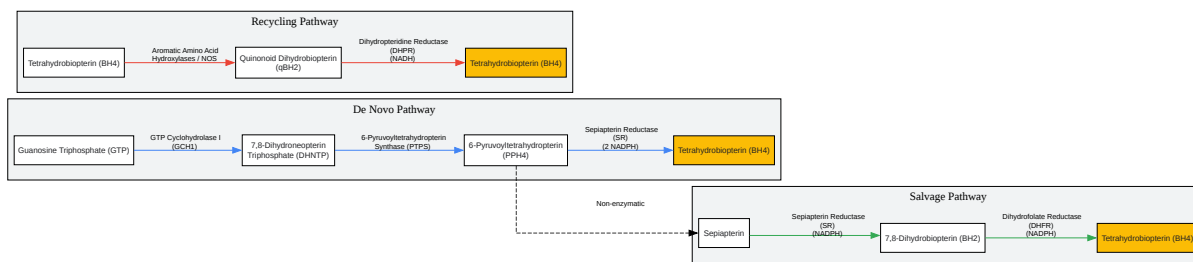 Recycling Pathway
Tetrahydrobiopterin (BH4)
Aromatic Amino Acid
Hydroxylases / NOS
Quinonoid Dihydrobiopterin
(qBH2)
Dihydropteridine Reductase
(DHPR)
(NADH)
Tetrahydrobiopterin (BH4)
De Novo Pathway
Guanosine Triphosphate (GTP)
GTP Cyclohydrolase I
(GCH1)
7,8-Dihydroneopterin
Triphosphate (DHNTP)
6-Pyruvoyltetrahydropterin
Synthase (PTPS)
6-Pyruvoyltetrahydropterin
(PPH4)
Sepiapterin Reductase
(SR)
(2 NADPH)
Tetrahydrobiopterin (BH4)
Non-enzymatic
Salvage Pathway
Sepiapterin
Sepiapterin Reductase
(SR)
(NADPH)
7,8-Dihydrobiopterin (BH2)
Dihydrofolate Reductase
(DHFR)
(NADPH)
Tetrahydrobiopterin (BH4)